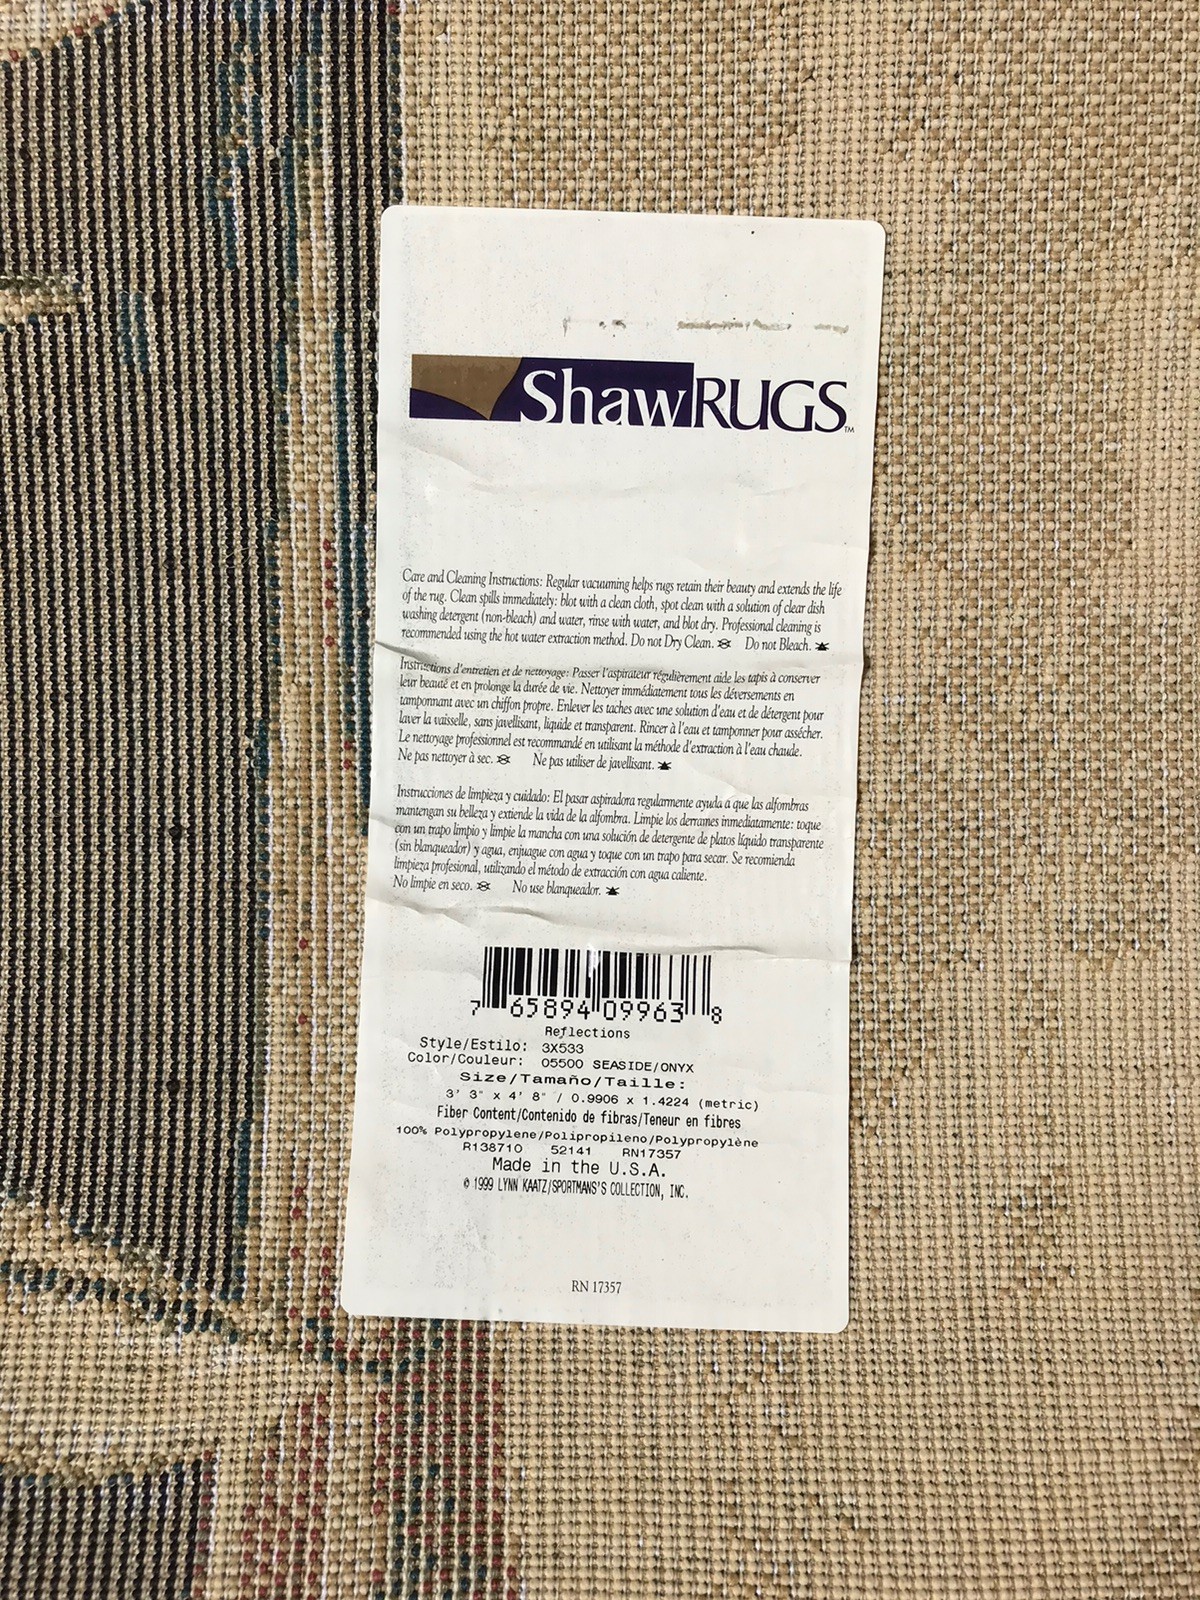 ShawRUGS™
Care and Cleaning Instructions: Regular vacuuming helps rugs retain their beauty and extends the life
of the rug. Clean spills immediately: blot with a clean cloth, spot clean with a solution of clear dish
washing detergent (non-bleach) and water, rinse with water, and blot dry. Professional cleaning is
recommended using the hot water extraction method. Do not Dry Clean. Do not Bleach.
Instructions d'entretien et de nettoyage: Passer l'aspirateur régulièrement aide les tapis à conserver
leur beauté et en prolonge la durée de vie. Nettoyer immédiatement tous les déversements en
tamponnant avec un chiffon propre. Enlever les taches avec une solution d'eau et de détergent pour
laver la vaisselle, sans javellisant, liquide et transparent. Rincer à l'eau et tamponner pour assécher.
Le nettoyage professionnel est recommandé en utilisant la méthode d'extraction à l'eau chaude.
Ne pas nettoyer à sec. Ne pas utiliser de javellisant.
Instrucciones de limpieza y cuidado: El pasar aspiradora regularmente ayuda a que las alfombras
mantengan su belleza y extiende la vida de la alfombra. Limpie los derrames inmediatamente: toque
con un trapo limpio y limpie la mancha con una solución de detergente de platos líquido transparente
(sin blanqueador) y agua, enjuague con agua y toque con un trapo para secar. Se recomienda
limpieza profesional, utilizando el método de extracción con agua caliente.
No limpie en seco. No use blanqueador.
7 65894 09963 8
Reflections
Style/Estilo: 3X533
Color/Couleur: 05500 SEASIDE/ONYX
Size/Tamaño/Taille:
3' 3" x 4' 8" / 0.9906 x 1.4224 (metric)
Fiber Content/Contenido de fibras/Teneur en fibres
100% Polypropylene/Polipropileno/Polypropylène
R138710 52141 RN17357
Made in the U.S.A.
© 1999 LYNN KAATZ/SPORTMANS'S COLLECTION, INC.
RN 17357